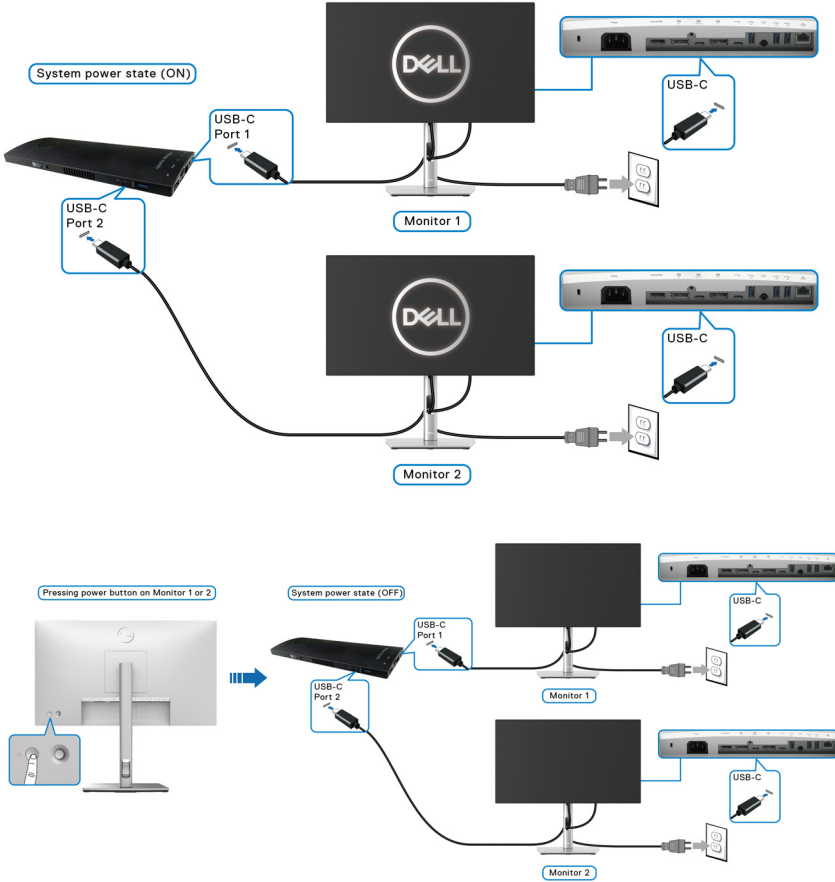 System power state (ON)
DELL
USB-C
Port 1
USB-C
Monitor 1
USB-C
Port 2
DELL
USB-C
Monitor 2
Pressing power button on Monitor 1 or 2
System power state (OFF)
USB-C
Port 1
USB-C
Monitor 1
USB-C
Port 2
USB-C
Monitor 2